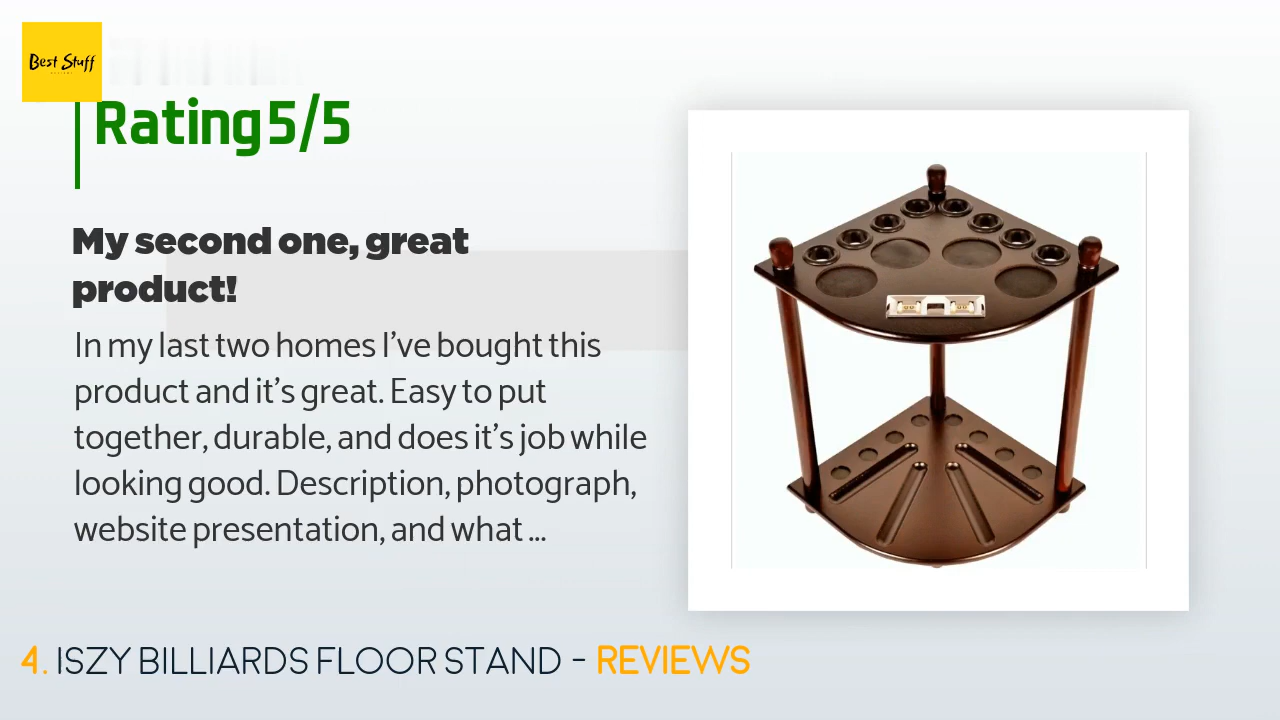 Best Stuff
Rating 5/5
My second one, great
product!
In my last two homes I've bought this
product and it's great. Easy to put
together, durable, and does it's job while
looking good. Description, photograph,
website presentation, and what ...
4. ISZY BILLIARDS FLOOR STAND - REVIEWS